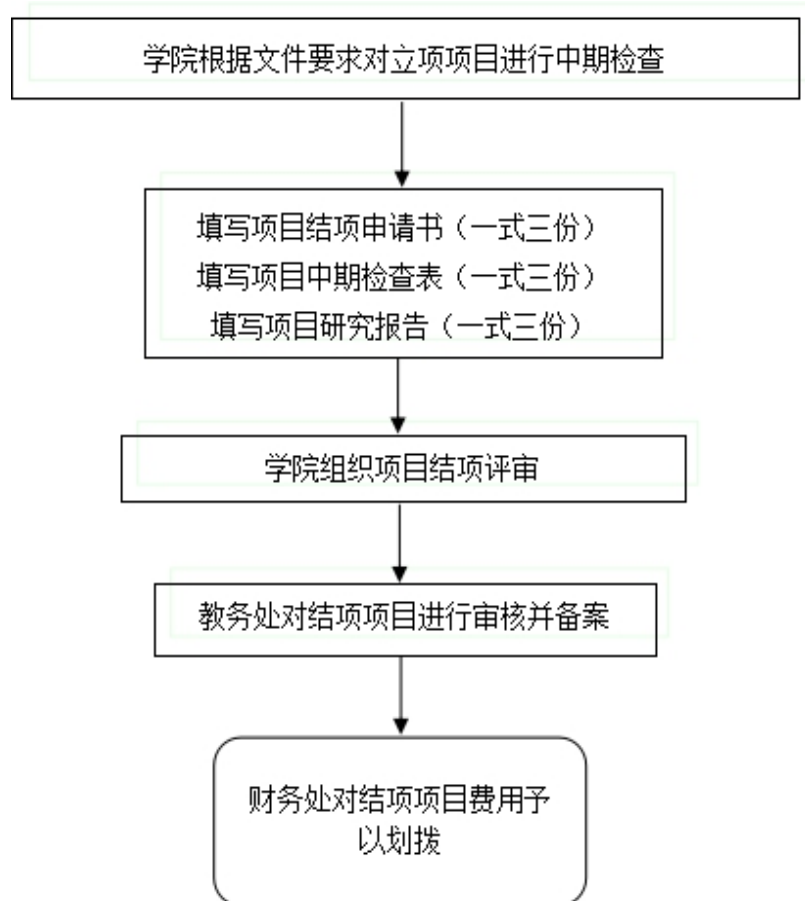 学院根据文件要求对立项项目进行中期检查
填写项目结项申请书（一式三份）
填写项目中期检查表（一式三份）
填写项目研究报告（一式三份）
学院组织项目结项评审
教务处对结项项目进行审核并备案
财务处对结项项目费用予
以划拨